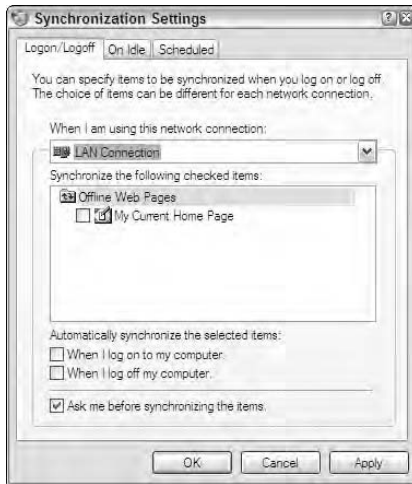 Synchronization Settings
Logon/Logoff On Idle Scheduled
You can specify items to be synchronized when you log on or log off.
The choice of items can be different for each network connection.
When I am using this network connection:
LAN Connection
Synchronize the following checked items:
Offline Web Pages
My Current Home Page
Automatically synchronize the selected items:
When I log on to my computer.
When I log off my computer.
Ask me before synchronizing the items.
OK Cancel Apply